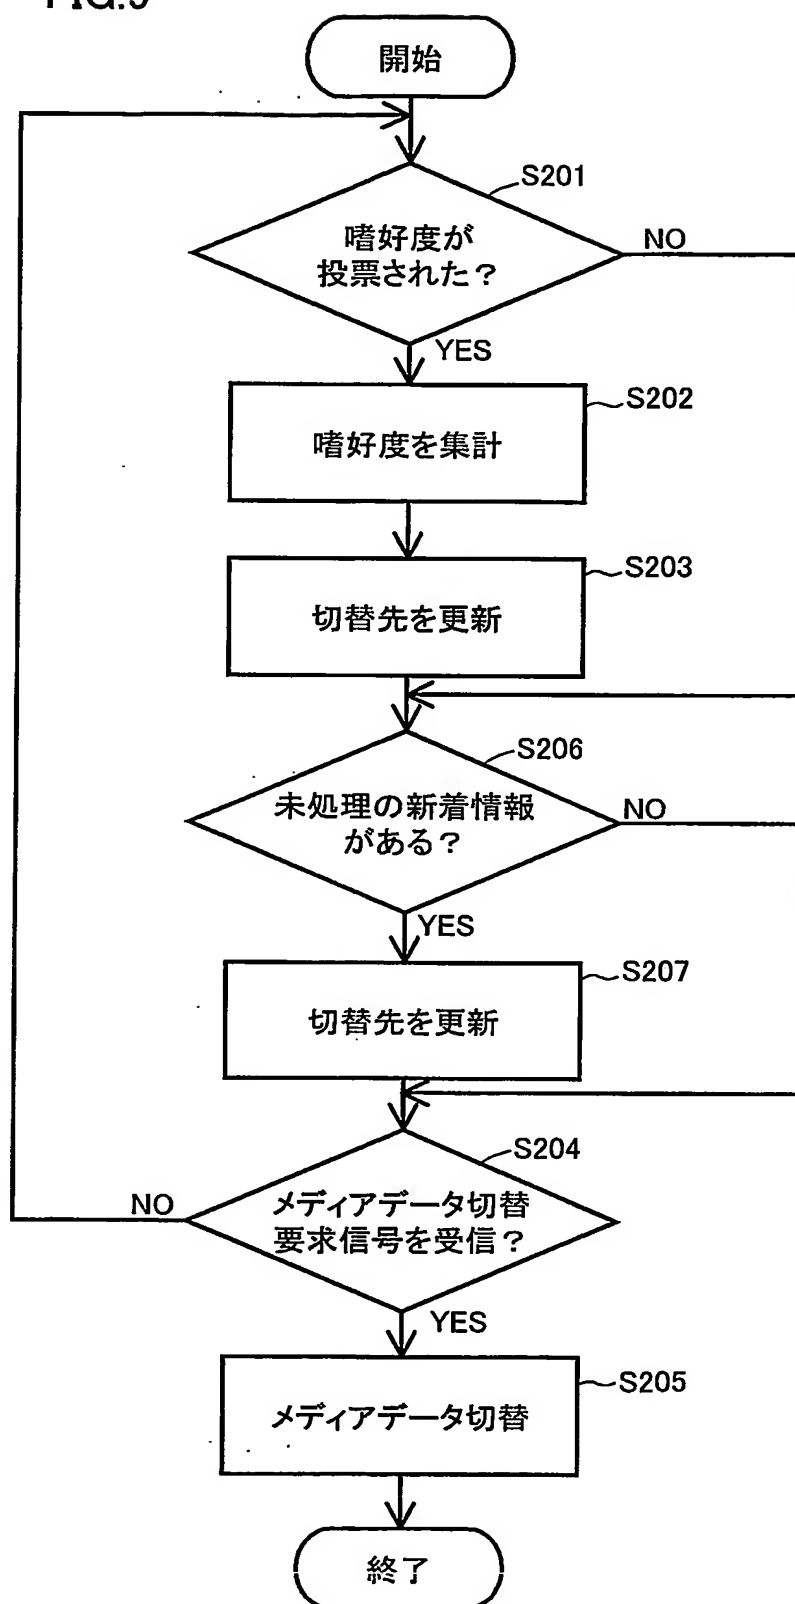 開始
S201
嗜好度が
投票された？
NO
YES
S202
嗜好度を集計
S203
切替先を更新
S206
未処理の新着情報
がある？
NO
YES
S207
切替先を更新
S204
メディアデータ切替
要求信号を受信？
NO
YES
S205
メディアデータ切替
終了